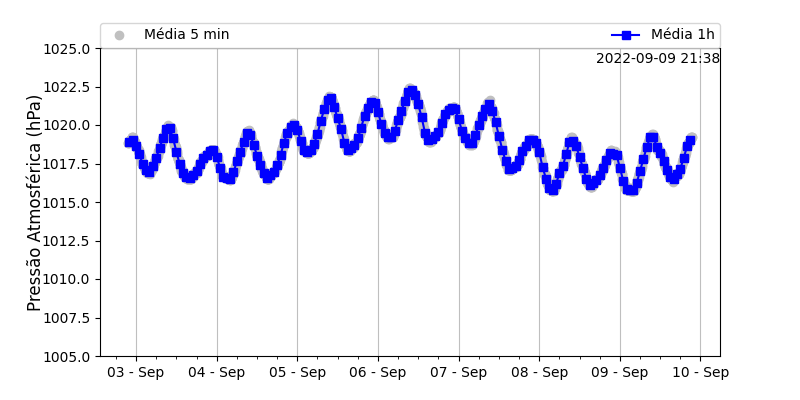 Média 5 min
Média 1h
2022-09-09 21:38
Pressão Atmosférica (hPa)
1025.0
1022.5
1020.0
1017.5
1015.0
1012.5
1010.0
1007.5
1005.0
03 - Sep
04 - Sep
05 - Sep
06 - Sep
07 - Sep
08 - Sep
09 - Sep
10 - Sep